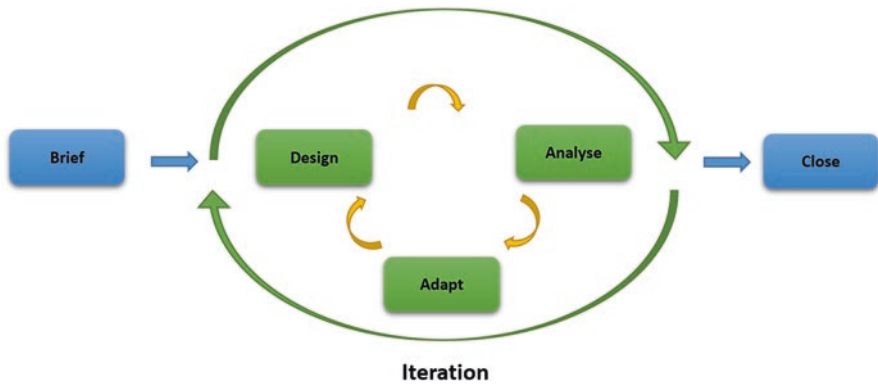 Brief
Design
Analyse
Close
Adapt
Iteration